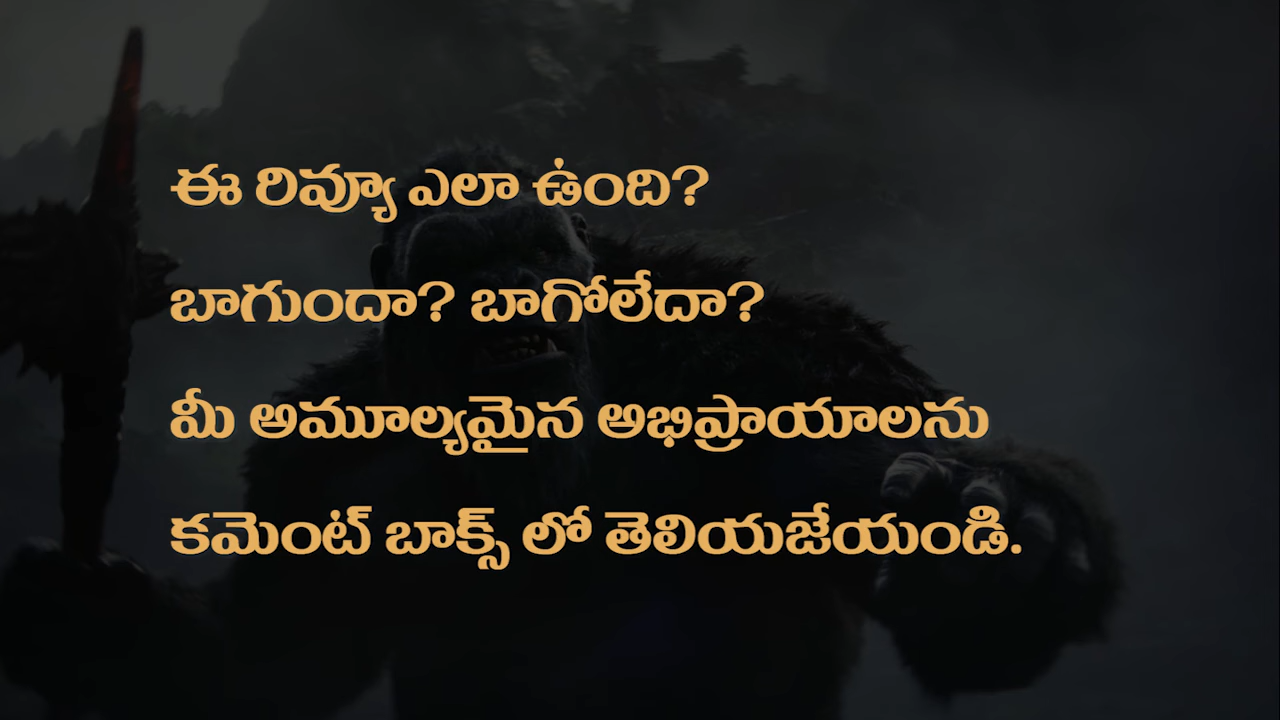 ఈ రివ్యూ ఎలా ఉంది?
బాగుందా? బాగోలేదా?
మీ అమూల్యమైన అభిప్రాయాలను
కమెంట్ బాక్స్ లో తెలియజేయండి.